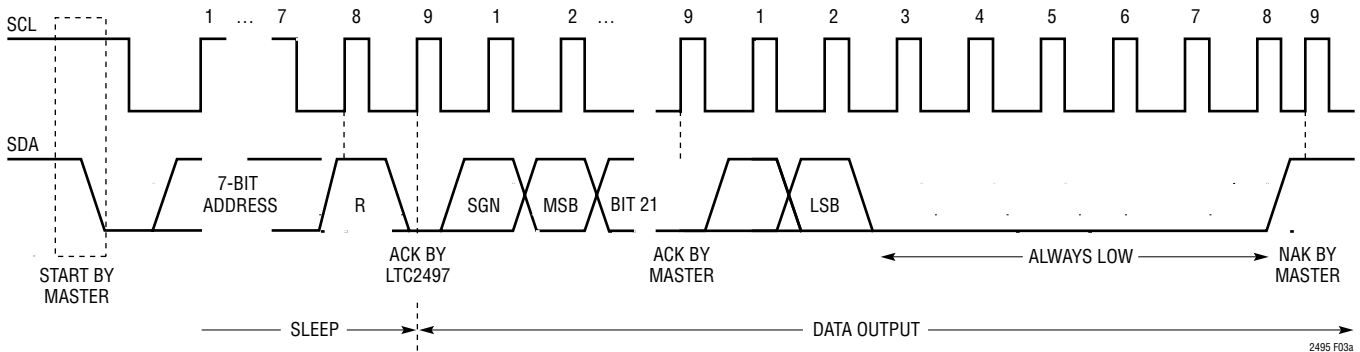 SCL
1 … 7 8 9 1 2 … 9 1 2 3 4 5 6 7 8 9
SDA
7-BIT
ADDRESS
R
SGN
MSB
BIT 21
LSB
START BY
MASTER
ACK BY
LTC2497
ACK BY
MASTER
ALWAYS LOW
NAK BY
MASTER
SLEEP
DATA OUTPUT
2495 F03a